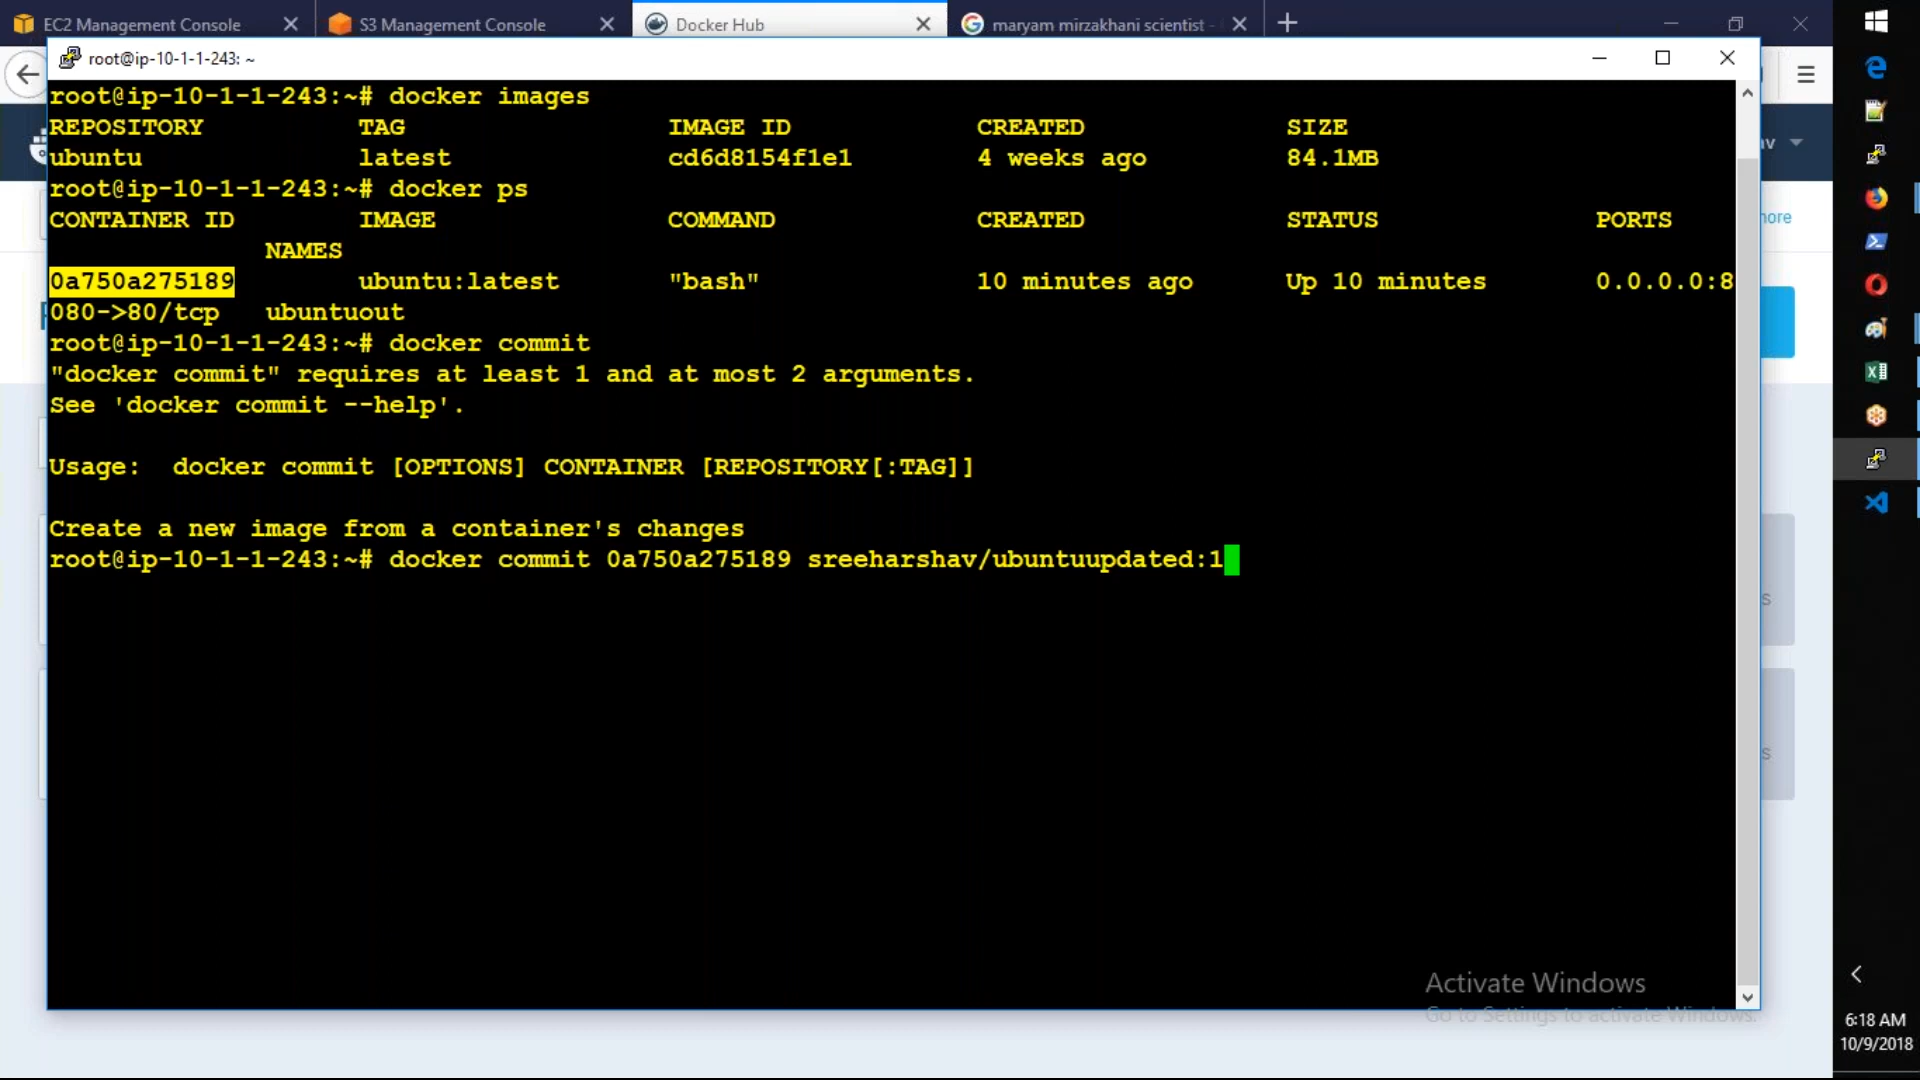 EC2 Management Console
S3 Management Console
Docker Hub
maryam mirzakhani scientist -
root@ip-10-1-1-243: ~
root@ip-10-1-1-243:~# docker images
REPOSITORY TAG IMAGE ID CREATED SIZE
ubuntu latest cd6d8154f1e1 4 weeks ago 84.1MB
root@ip-10-1-1-243:~# docker ps
CONTAINER ID IMAGE COMMAND CREATED STATUS PORTS
NAMES
0a750a275189 ubuntu:latest "bash" 10 minutes ago Up 10 minutes 0.0.0.0:8
080->80/tcp ubuntuout
root@ip-10-1-1-243:~# docker commit
"docker commit" requires at least 1 and at most 2 arguments.
See 'docker commit --help'.
Usage: docker commit [OPTIONS] CONTAINER [REPOSITORY[:TAG]]
Create a new image from a container's changes
root@ip-10-1-1-243:~# docker commit 0a750a275189 sreeharshav/ubuntuupdated:1
Activate Windows
Go to Settings to activate Windows.
6:18 AM
10/9/2018